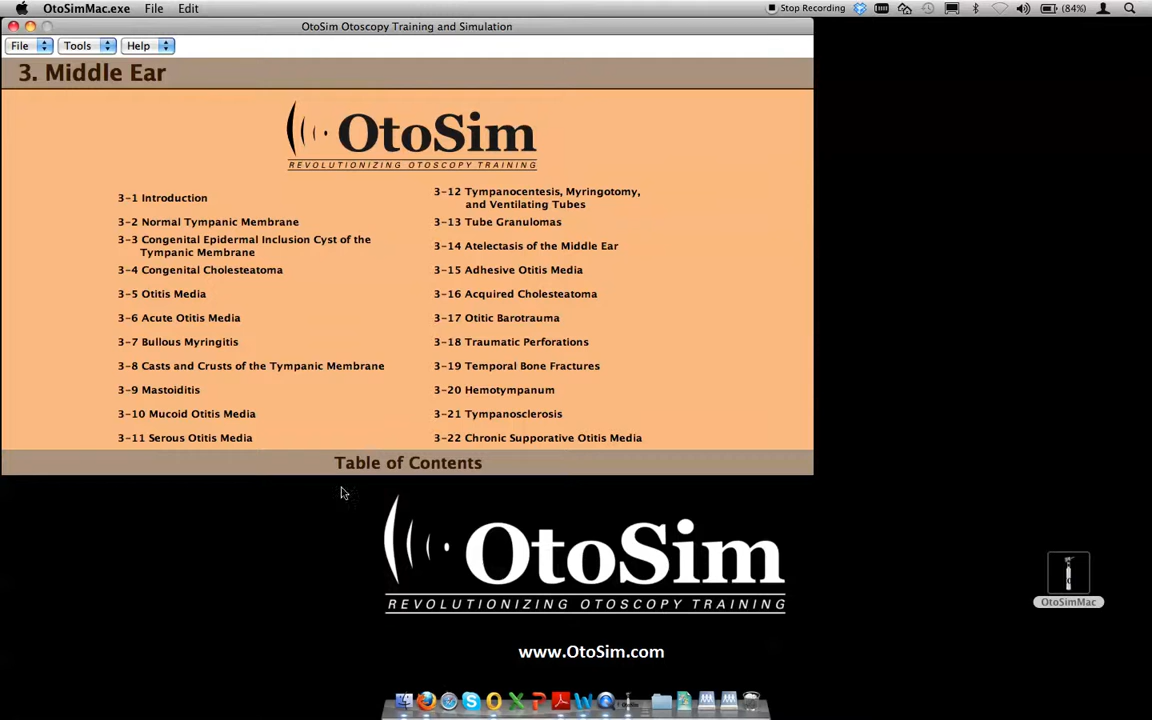 OtoSimMac.exe File Edit Stop Recording (84%)
OtoSim Otoscopy Training and Simulation
File Tools Help
3. Middle Ear
OtoSim
REVOLUTIONIZING OTOSCOPY TRAINING
3-1 Introduction
3-2 Normal Tympanic Membrane
3-3 Congenital Epidermal Inclusion Cyst of the
Tympanic Membrane
3-4 Congenital Cholesteatoma
3-5 Otitis Media
3-6 Acute Otitis Media
3-7 Bullous Myringitis
3-8 Casts and Crusts of the Tympanic Membrane
3-9 Mastoiditis
3-10 Mucoid Otitis Media
3-11 Serous Otitis Media
3-12 Tympanocentesis, Myringotomy,
and Ventilating Tubes
3-13 Tube Granulomas
3-14 Atelectasis of the Middle Ear
3-15 Adhesive Otitis Media
3-16 Acquired Cholesteatoma
3-17 Otitic Barotrauma
3-18 Traumatic Perforations
3-19 Temporal Bone Fractures
3-20 Hemotympanum
3-21 Tympanosclerosis
3-22 Chronic Supporative Otitis Media
Table of Contents
OtoSim
REVOLUTIONIZING OTOSCOPY TRAINING
OtoSimMac
www.OtoSim.com